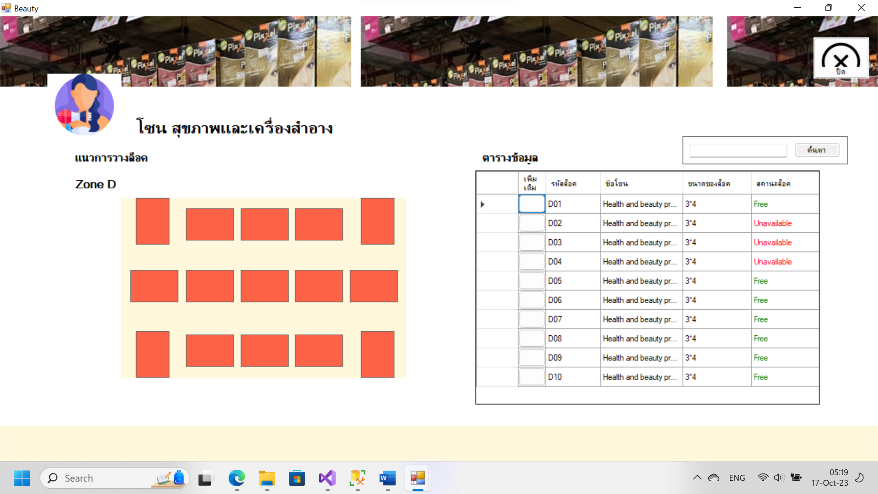 Beauty
Pixxel
ปิด
โซน สุขภาพและเครื่องสำอาง
แนวการวางล็อค
ตารางข้อมูล
ค้นหา
Zone D
เพิ่มเติม รหัสล็อค ชื่อโซน ขนาดของล็อค สถานะล็อค
D01 Health and beauty pr... 3*4 Free
D02 Health and beauty pr... 3*4 Unavailable
D03 Health and beauty pr... 3*4 Unavailable
D04 Health and beauty pr... 3*4 Unavailable
D05 Health and beauty pr... 3*4 Free
D06 Health and beauty pr... 3*4 Free
D07 Health and beauty pr... 3*4 Free
D08 Health and beauty pr... 3*4 Free
D09 Health and beauty pr... 3*4 Free
D10 Health and beauty pr... 3*4 Free
Search
ENG
05:19
17-Oct-23